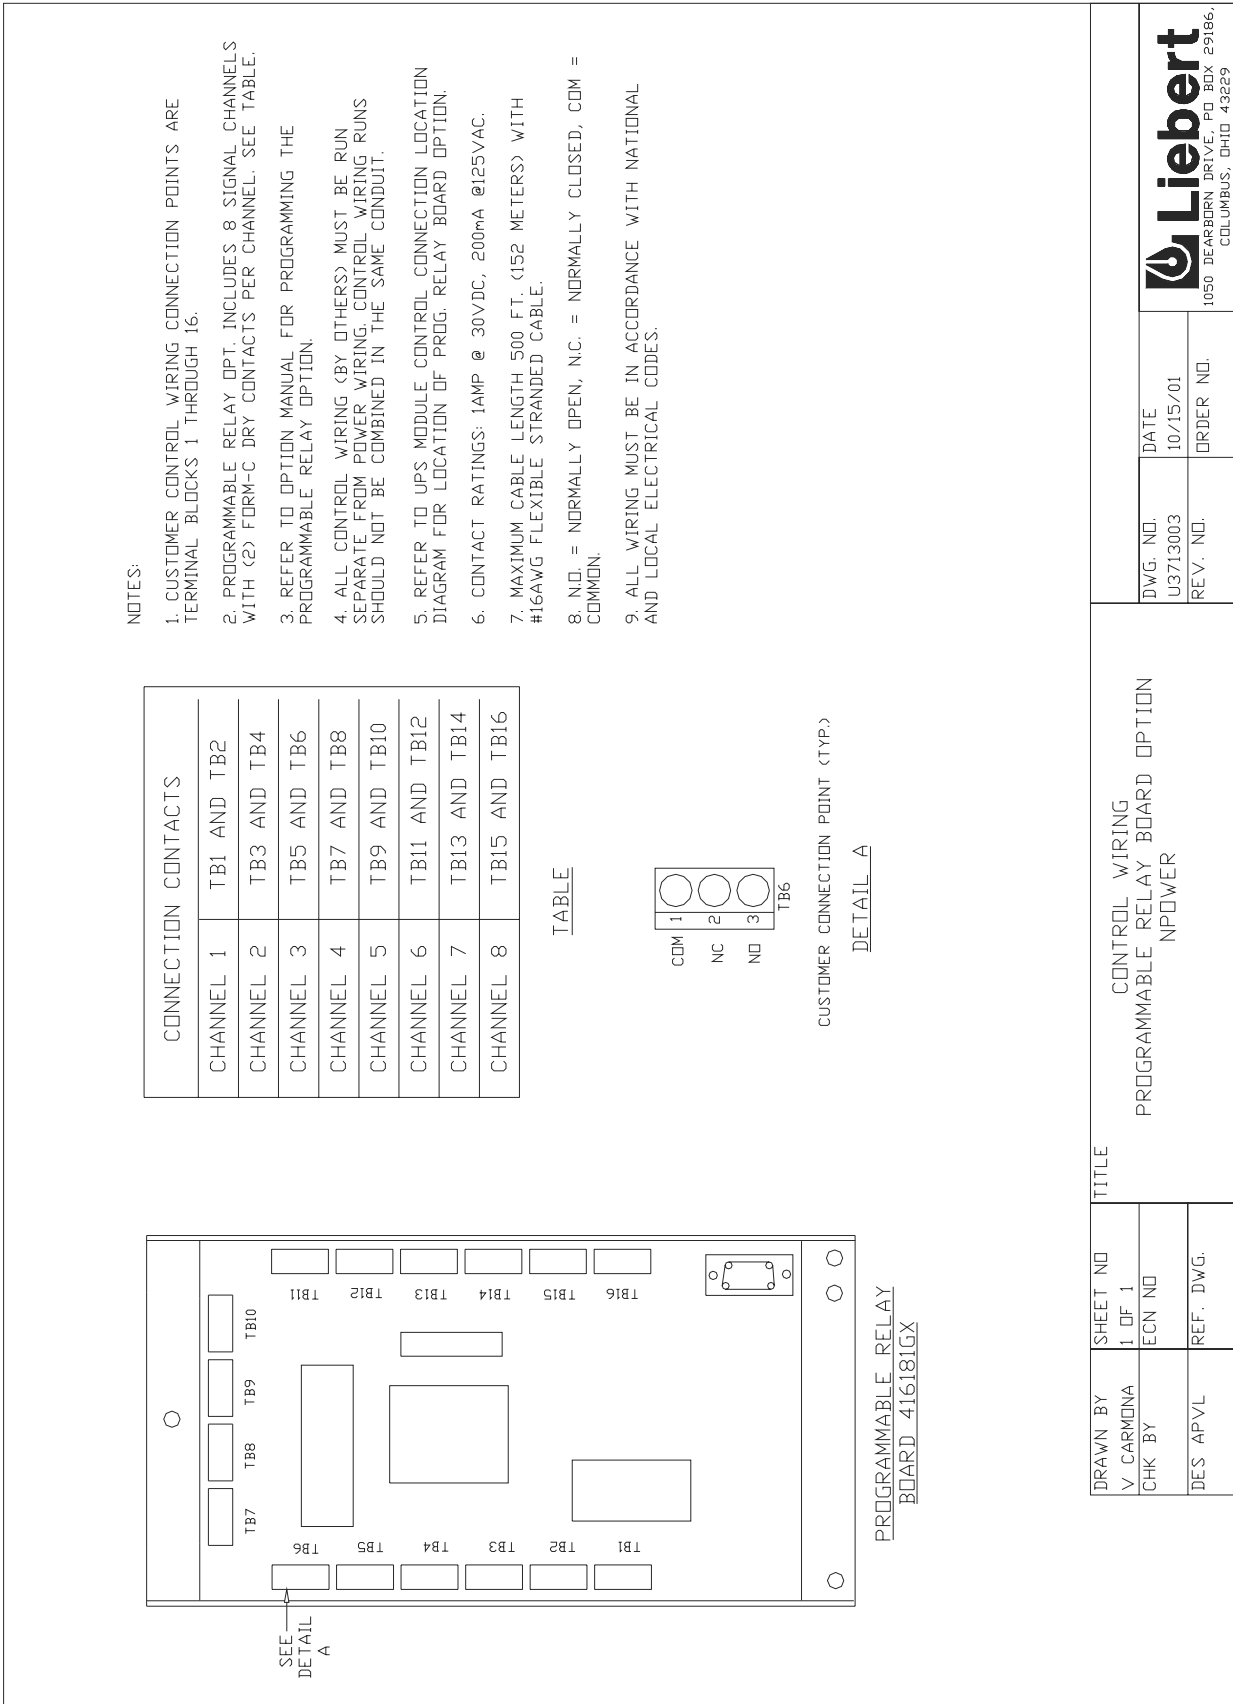 SEE
DETAIL
A
TB7
TB8
TB9
TB10
TB6
TB5
TB4
TB3
TB2
TB1
TB11
TB12
TB13
TB14
TB15
TB16
PROGRAMMABLE RELAY
BOARD 416181GX
CONNECTION CONTACTS
CHANNEL 1 TB1 AND TB2
CHANNEL 2 TB3 AND TB4
CHANNEL 3 TB5 AND TB6
CHANNEL 4 TB7 AND TB8
CHANNEL 5 TB9 AND TB10
CHANNEL 6 TB11 AND TB12
CHANNEL 7 TB13 AND TB14
CHANNEL 8 TB15 AND TB16
TABLE
COM 1
NC 2
NO 3
TB6
CUSTOMER CONNECTION POINT (TYP.)
DETAIL A
NOTES:
1. CUSTOMER CONTROL WIRING CONNECTION POINTS ARE
TERMINAL BLOCKS 1 THROUGH 16.
2. PROGRAMMABLE RELAY OPT. INCLUDES 8 SIGNAL CHANNELS
WITH (2) FORM-C DRY CONTACTS PER CHANNEL. SEE TABLE.
3. REFER TO OPTION MANUAL FOR PROGRAMMING THE
PROGRAMMABLE RELAY OPTION.
4. ALL CONTROL WIRING (BY OTHERS) MUST BE RUN
SEPARATE FROM POWER WIRING. CONTROL WIRING RUNS
SHOULD NOT BE COMBINED IN THE SAME CONDUIT.
5. REFER TO UPS MODULE CONTROL CONNECTION LOCATION
DIAGRAM FOR LOCATION OF PROG. RELAY BOARD OPTION.
6. CONTACT RATINGS: 1AMP @ 30VDC, 200mA @125VAC.
7. MAXIMUM CABLE LENGTH 500 FT. (152 METERS) WITH
#16AWG FLEXIBLE STRANDED CABLE.
8. N.O. = NORMALLY OPEN, N.C. = NORMALLY CLOSED, COM =
COMMON.
9. ALL WIRING MUST BE IN ACCORDANCE WITH NATIONAL
AND LOCAL ELECTRICAL CODES.
DRAWN BY
V CARMONA
CHK BY
DES APVL
SHEET NO
1 OF 1
ECN NO
REF. DWG.
TITLE
CONTROL WIRING
PROGRAMMABLE RELAY BOARD OPTION
NPOWER
DWG. NO.
U3713003
REV. NO.
DATE
10/15/01
ORDER NO.
Liebert
1050 DEARBORN DRIVE, PO BOX 29186,
COLUMBUS, OHIO 43229